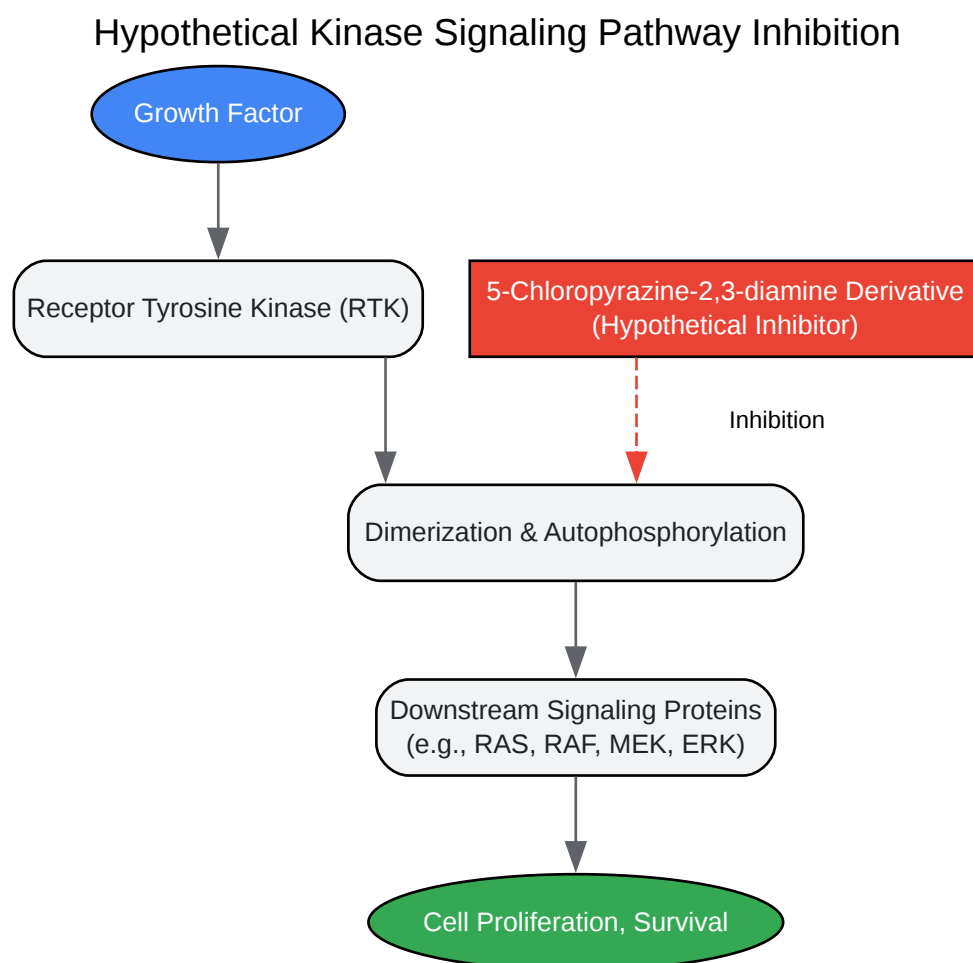 Hypothetical Kinase Signaling Pathway Inhibition
Growth Factor
Receptor Tyrosine Kinase (RTK)
5-Chloropyrazine-2,3-diamine Derivative
(Hypothetical Inhibitor)
Inhibition
Dimerization & Autophosphorylation
Downstream Signaling Proteins
(e.g., RAS, RAF, MEK, ERK)
Cell Proliferation, Survival